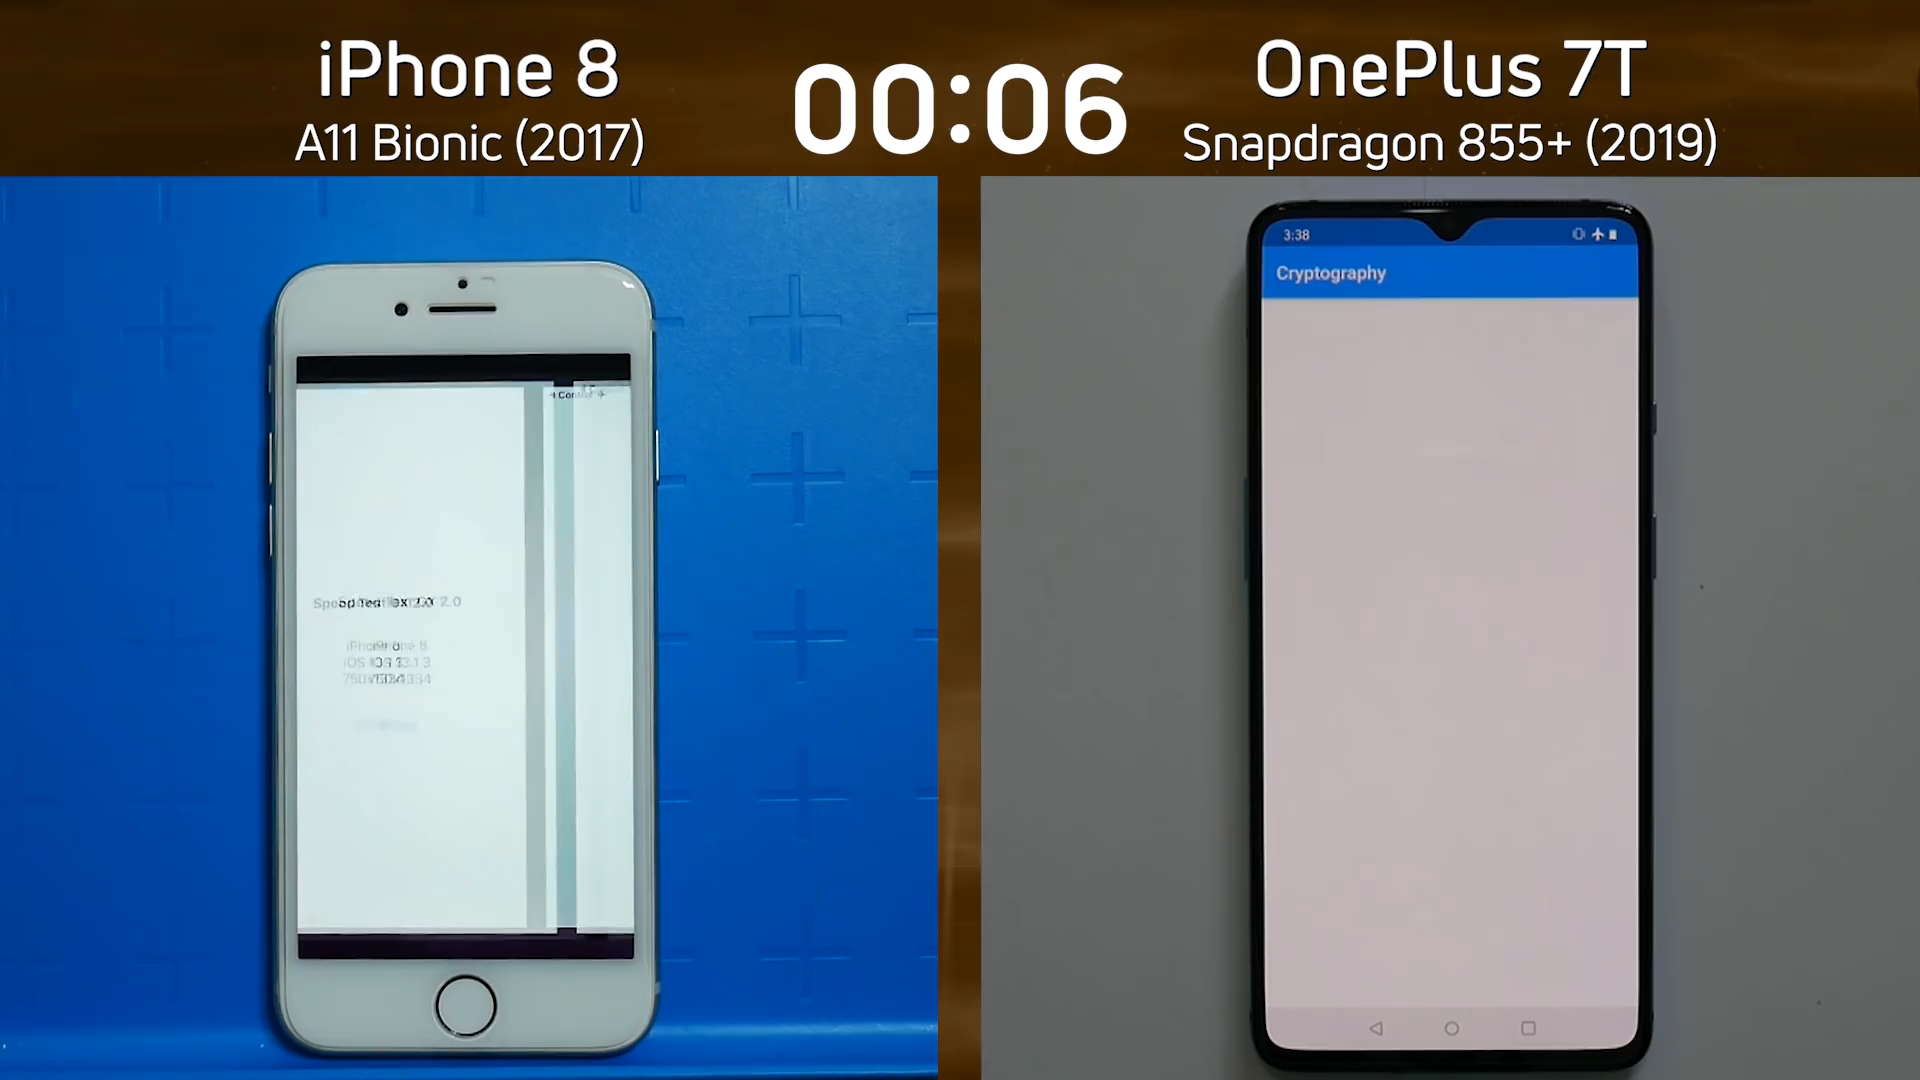 iPhone 8
A11 Bionic (2017)
00:06
OnePlus 7T
Snapdragon 855+ (2019)
3:38
Cryptography